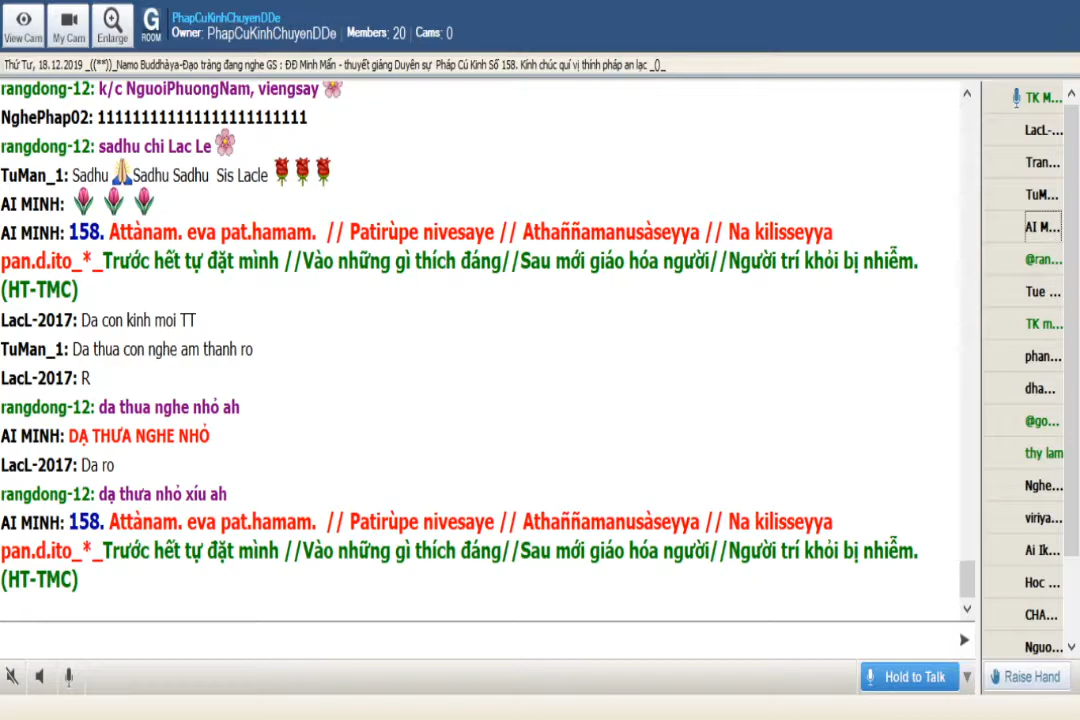 View Cam
My Cam
Enlarge
G
ROOM
PhapCuKinhChuyenDDe
Owner: PhapCuKinhChuyenDDe Members: 20 Cams: 0
Thứ Tư, 18.12.2019 _((**))_Namo Buddhàya-Đạo tràng đang nghe GS : ĐĐ Minh Mẩn - thuyết giảng Duyên sự Pháp Cú Kinh Số 158. Kính chúc quí vị thính pháp an lạc _()_
rangdong-12: k/c NguoiPhuongNam, viengsay
NghePhap02: 111111111111111111111111
rangdong-12: sadhu chi Lac Le
TuMan_1: Sadhu Sadhu Sadhu Sis Lacle
AI MINH:
AI MINH: 158. Attànam. eva pat.hamam. // Patirùpe nivesaye // Athaññamanusàseyya // Na kilisseyya
pan.d.ito_*_Trước hết tự đặt mình //Vào những gì thích đáng//Sau mới giáo hóa người//Người trí khỏi bị nhiễm.
(HT-TMC)
LacL-2017: Da con kinh moi TT
TuMan_1: Da thua con nghe am thanh ro
LacL-2017: R
rangdong-12: da thua nghe nhỏ ah
AI MINH: DẠ THƯA NGHE NHỎ
LacL-2017: Da ro
rangdong-12: dạ thưa nhỏ xíu ah
AI MINH: 158. Attànam. eva pat.hamam. // Patirùpe nivesaye // Athaññamanusàseyya // Na kilisseyya
pan.d.ito_*_Trước hết tự đặt mình //Vào những gì thích đáng//Sau mới giáo hóa người//Người trí khỏi bị nhiễm.
(HT-TMC)
TK M...
LacL-...
Tran...
TuM...
AI M...
@ran...
Tue ...
TK m...
phan...
dha...
@go...
thy lam
Nghe...
viriya...
Ai Ik...
Hoc ...
CHA...
Nguo...
Hold to Talk
Raise Hand